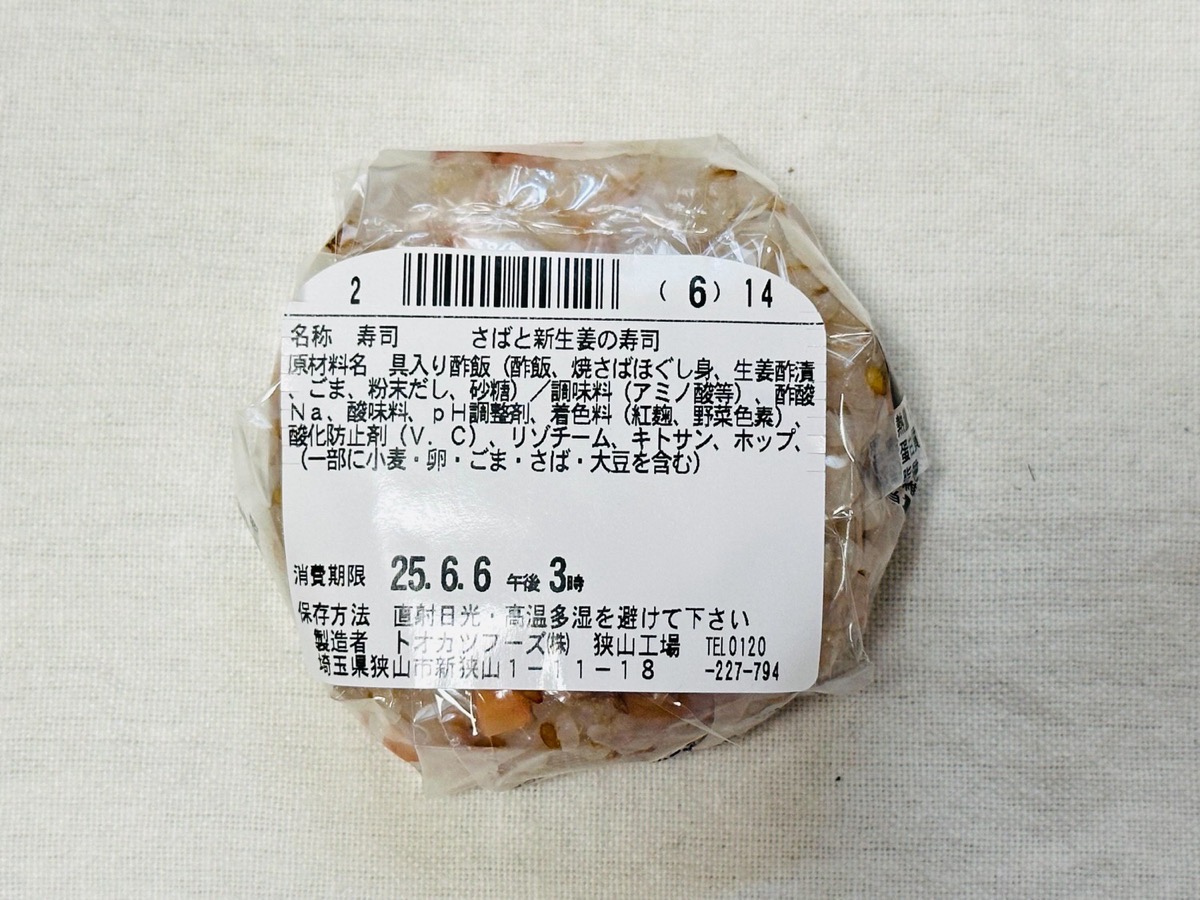 2 (6) 14
名称 寿司 さばと新生姜の寿司
原材料名 具入り酢飯(酢飯、焼さばほぐし身、生姜酢漬
、ごま、粉末だし、砂糖)/調味料(アミノ酸等)、酢酸
Na、酸味料、pH調整剤、着色料(紅麹、野菜色素)、
酸化防止剤(V.C)、リゾチーム、キトサン、ホップ、
(一部に小麦・卵・ごま・さば・大豆を含む)
消費期限 25.6.6 午後 3時
保存方法 直射日光・高温多湿を避けて下さい
製造者 トオカツフーズ㈱ 狭山工場 TEL0120
埼玉県狭山市新狭山1-11-18 -227-794